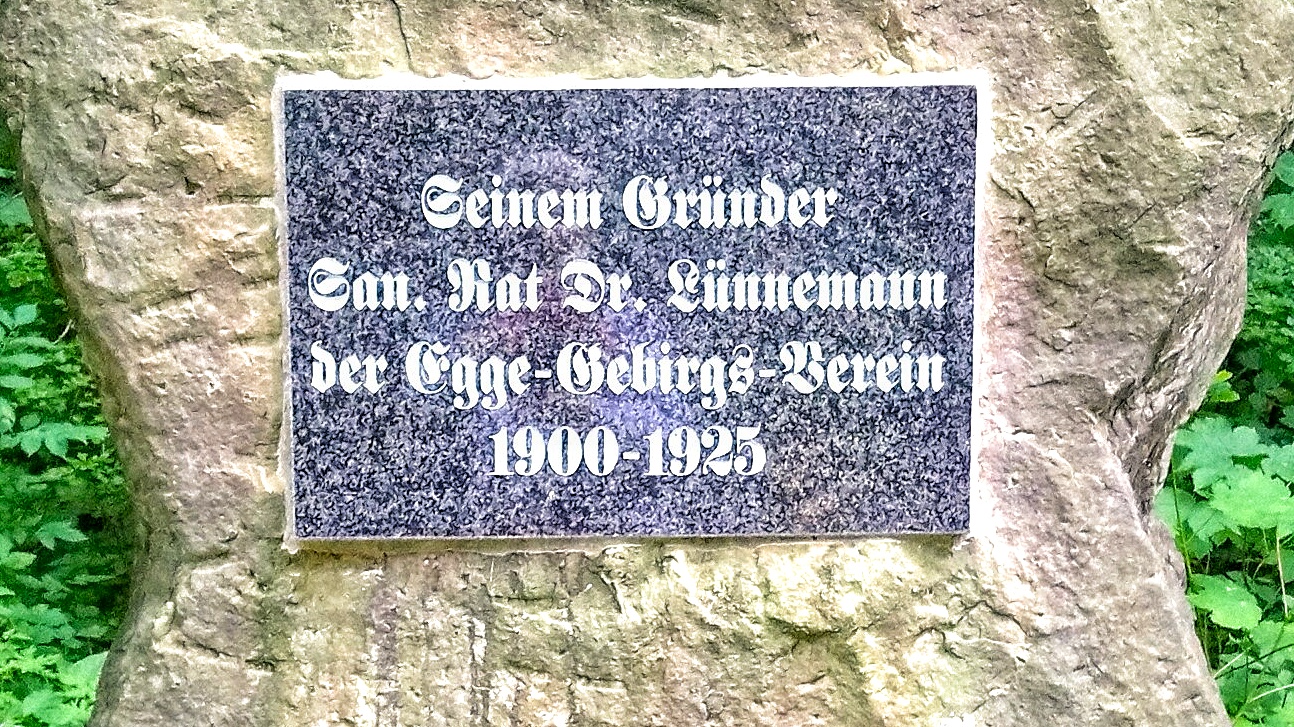 Seinem Gründer
San. Rat Dr. Lünnemann
der Egge-Gebirgs-Verein
1900-1925